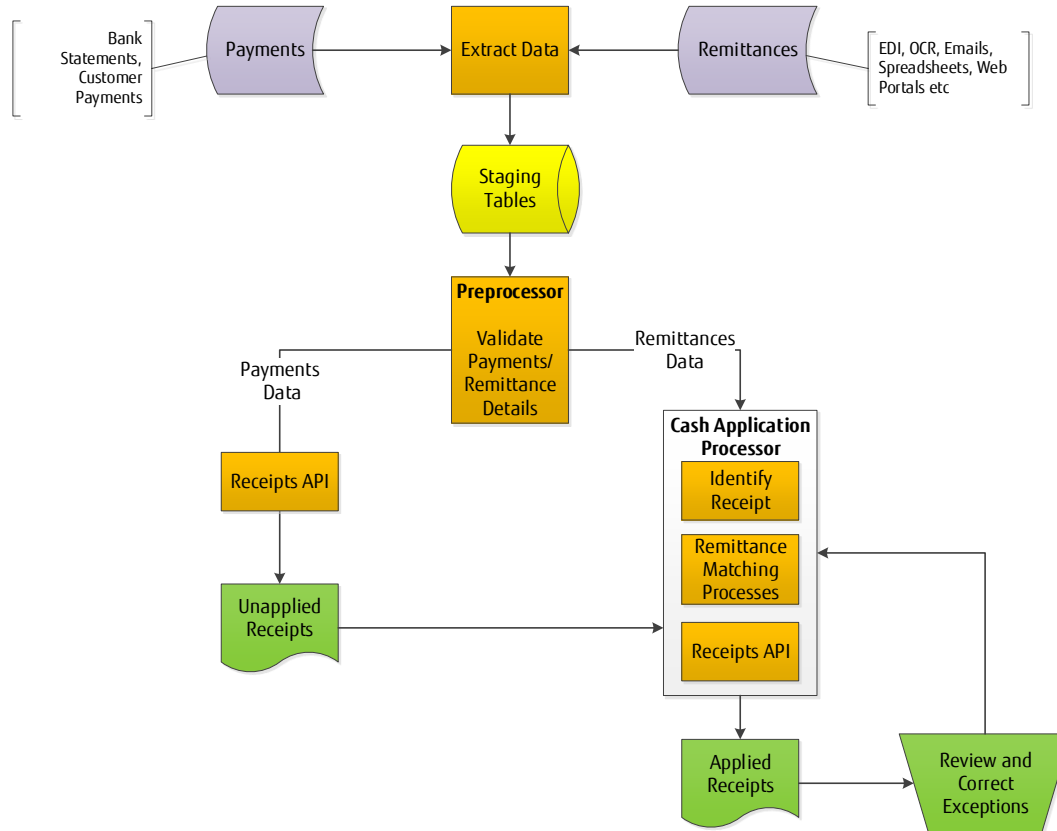 Bank
Statements,
Customer
Payments
Payments
Extract Data
Remittances
EDI, OCR, Emails,
Spreadsheets, Web
Portals etc
Staging
Tables
Preprocessor
Validate
Payments/
Remittance
Details
Payments
Data
Remittances
Data
Receipts API
Unapplied
Receipts
Cash Application
Processor
Identify
Receipt
Remittance
Matching
Processes
Receipts API
Applied
Receipts
Review and
Correct
Exceptions